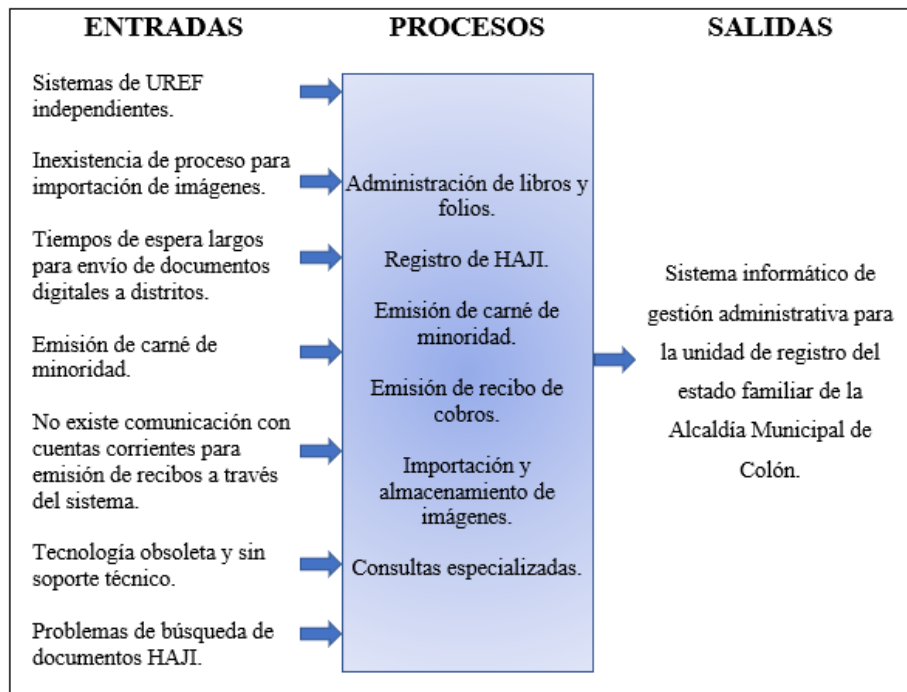 ENTRADAS
PROCESOS
SALIDAS
Sistemas de UREF
independientes.
Inexistencia de proceso para
importación de imágenes.
Tiempos de espera largos
para envío de documentos
digitales a distritos.
Emisión de carné de
minoridad.
No existe comunicación con
cuentas corrientes para
emisión de recibos a través
del sistema.
Tecnología obsoleta y sin
soporte técnico.
Problemas de búsqueda de
documentos HAJI.
Administración de libros y
folios.
Registro de HAJI.
Emisión de carné de
minoridad.
Emisión de recibo de
cobros.
Importación y
almacenamiento de
imágenes.
Consultas especializadas.
Sistema informático de
gestión administrativa para
la unidad de registro del
estado familiar de la
Alcaldía Municipal de
Colón.